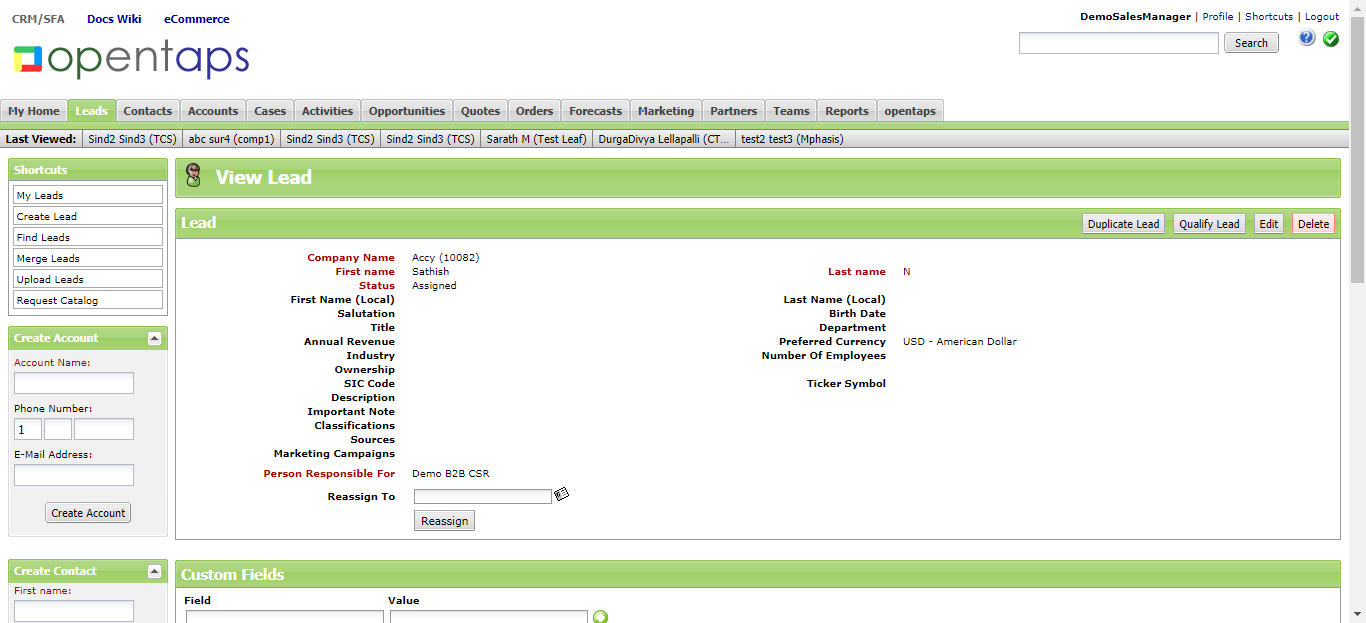 CRM/SFA Docs Wiki eCommerce
DemoSalesManager | Profile | Shortcuts | Logout
opentaps
Search
My Home Leads Contacts Accounts Cases Activities Opportunities Quotes Orders Forecasts Marketing Partners Teams Reports opentaps
Last Viewed: Sind2 Sind3 (TCS) abc sur4 (comp1) Sind2 Sind3 (TCS) Sind2 Sind3 (TCS) Sarath M (Test Leaf) DurgaDivya Lellapalli (CT... test2 test3 (Mphasis)
Shortcuts
My Leads
Create Lead
Find Leads
Merge Leads
Upload Leads
Request Catalog
Create Account
Account Name:
Phone Number:
1
E-Mail Address:
Create Account
Create Contact
First name:
View Lead
Lead
Duplicate Lead Qualify Lead Edit Delete
Company Name Accy (10082)
First name Sathish Last name N
Status Assigned
First Name (Local) Last Name (Local)
Salutation Birth Date
Title Department
Annual Revenue Preferred Currency USD - American Dollar
Industry Number Of Employees
Ownership
SIC Code Ticker Symbol
Description
Important Note
Classifications
Sources
Marketing Campaigns
Person Responsible For Demo B2B CSR
Reassign To
Reassign
Custom Fields
Field Value